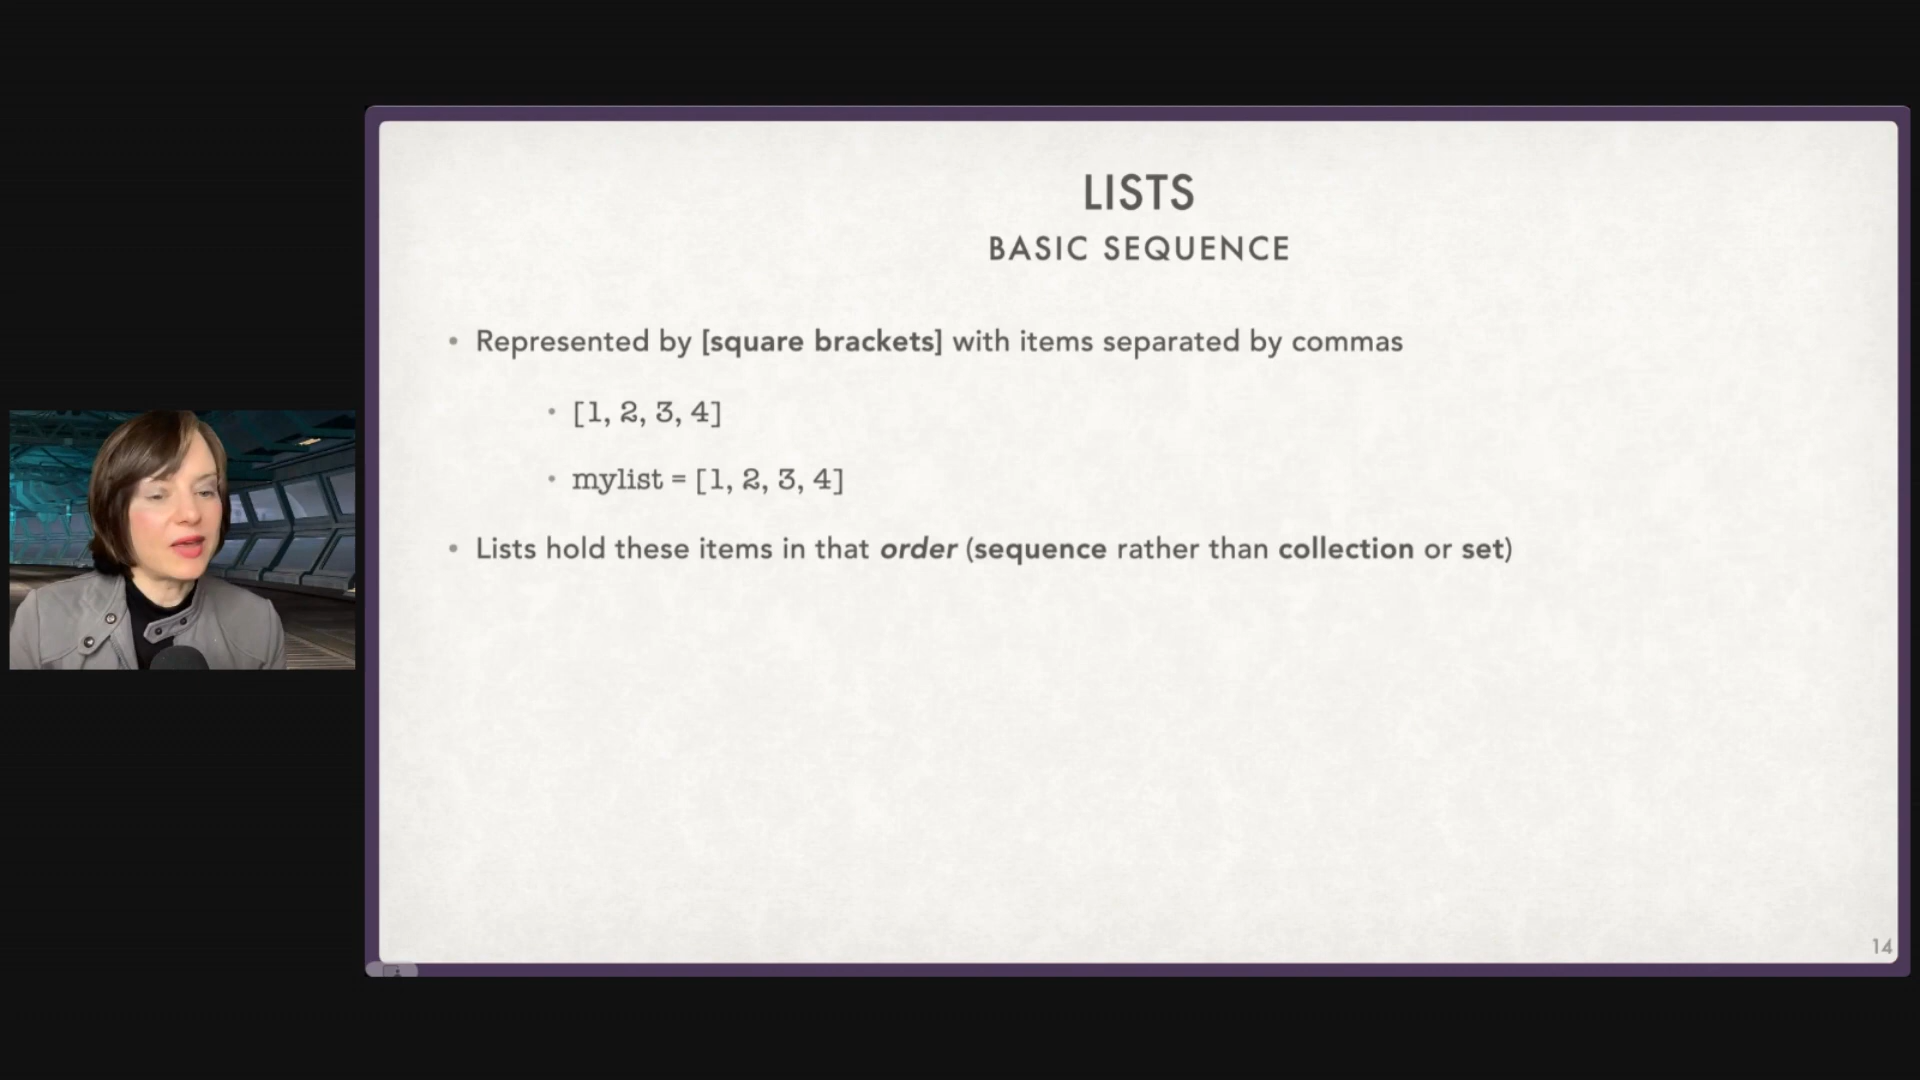 LISTS
BASIC SEQUENCE
• Represented by [square brackets] with items separated by commas
• [1, 2, 3, 4]
• mylist = [1, 2, 3, 4]
• Lists hold these items in that order (sequence rather than collection or set)
14